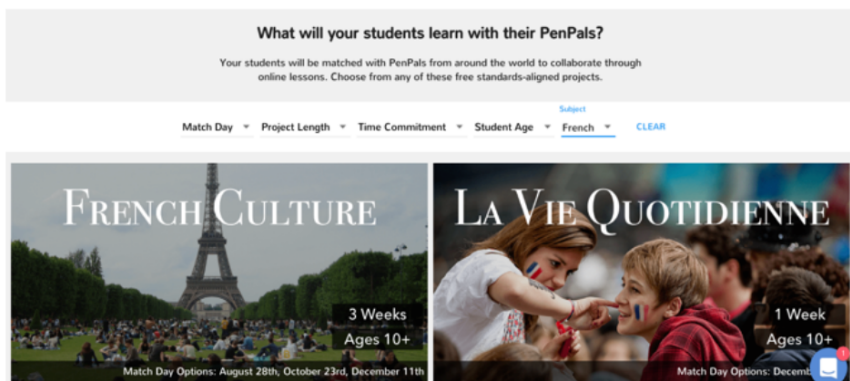 What will your students learn with their PenPals?
Your students will be matched with PenPals from around the world to collaborate through
online lessons. Choose from any of these free standards-aligned projects.
Subject
Match Day Project Length Time Commitment Student Age French CLEAR
FRENCH CULTURE
3 Weeks
Ages 10+
Match Day Options: August 28th, October 23rd, December 11th
LA VIE QUOTIDIENNE
1 Week
Ages 10+
Match Day Options:
1